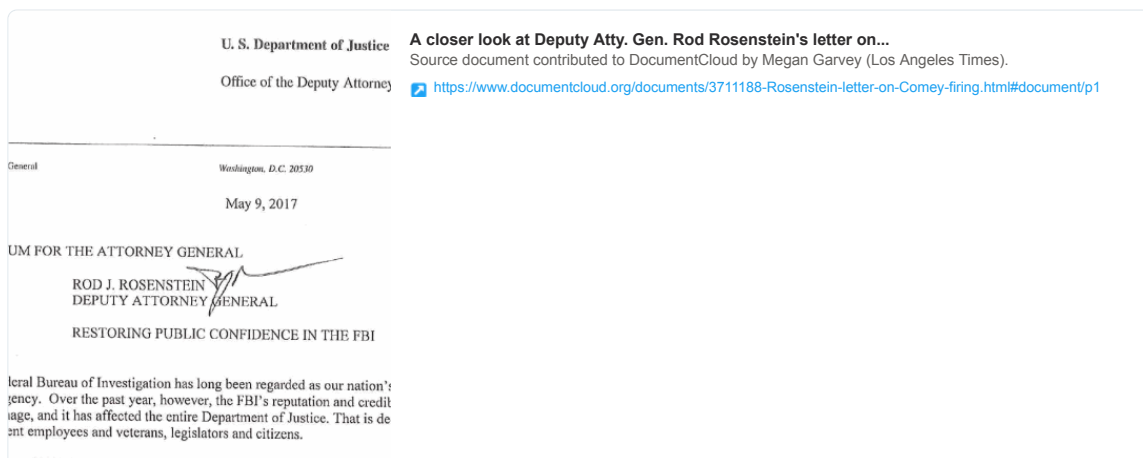 U. S. Department of Justice
Office of the Deputy Attorney
General
Washington, D.C. 20530
May 9, 2017
UM FOR THE ATTORNEY GENERAL
ROD J. ROSENSTEIN
DEPUTY ATTORNEY GENERAL
RESTORING PUBLIC CONFIDENCE IN THE FBI
leral Bureau of Investigation has long been regarded as our nation's
gency. Over the past year, however, the FBI's reputation and credit
nage, and it has affected the entire Department of Justice. That is de
ent employees and veterans, legislators and citizens.
A closer look at Deputy Atty. Gen. Rod Rosenstein's letter on...
Source document contributed to DocumentCloud by Megan Garvey (Los Angeles Times).
https://www.documentcloud.org/documents/3711188-Rosenstein-letter-on-Comey-firing.html#document/p1